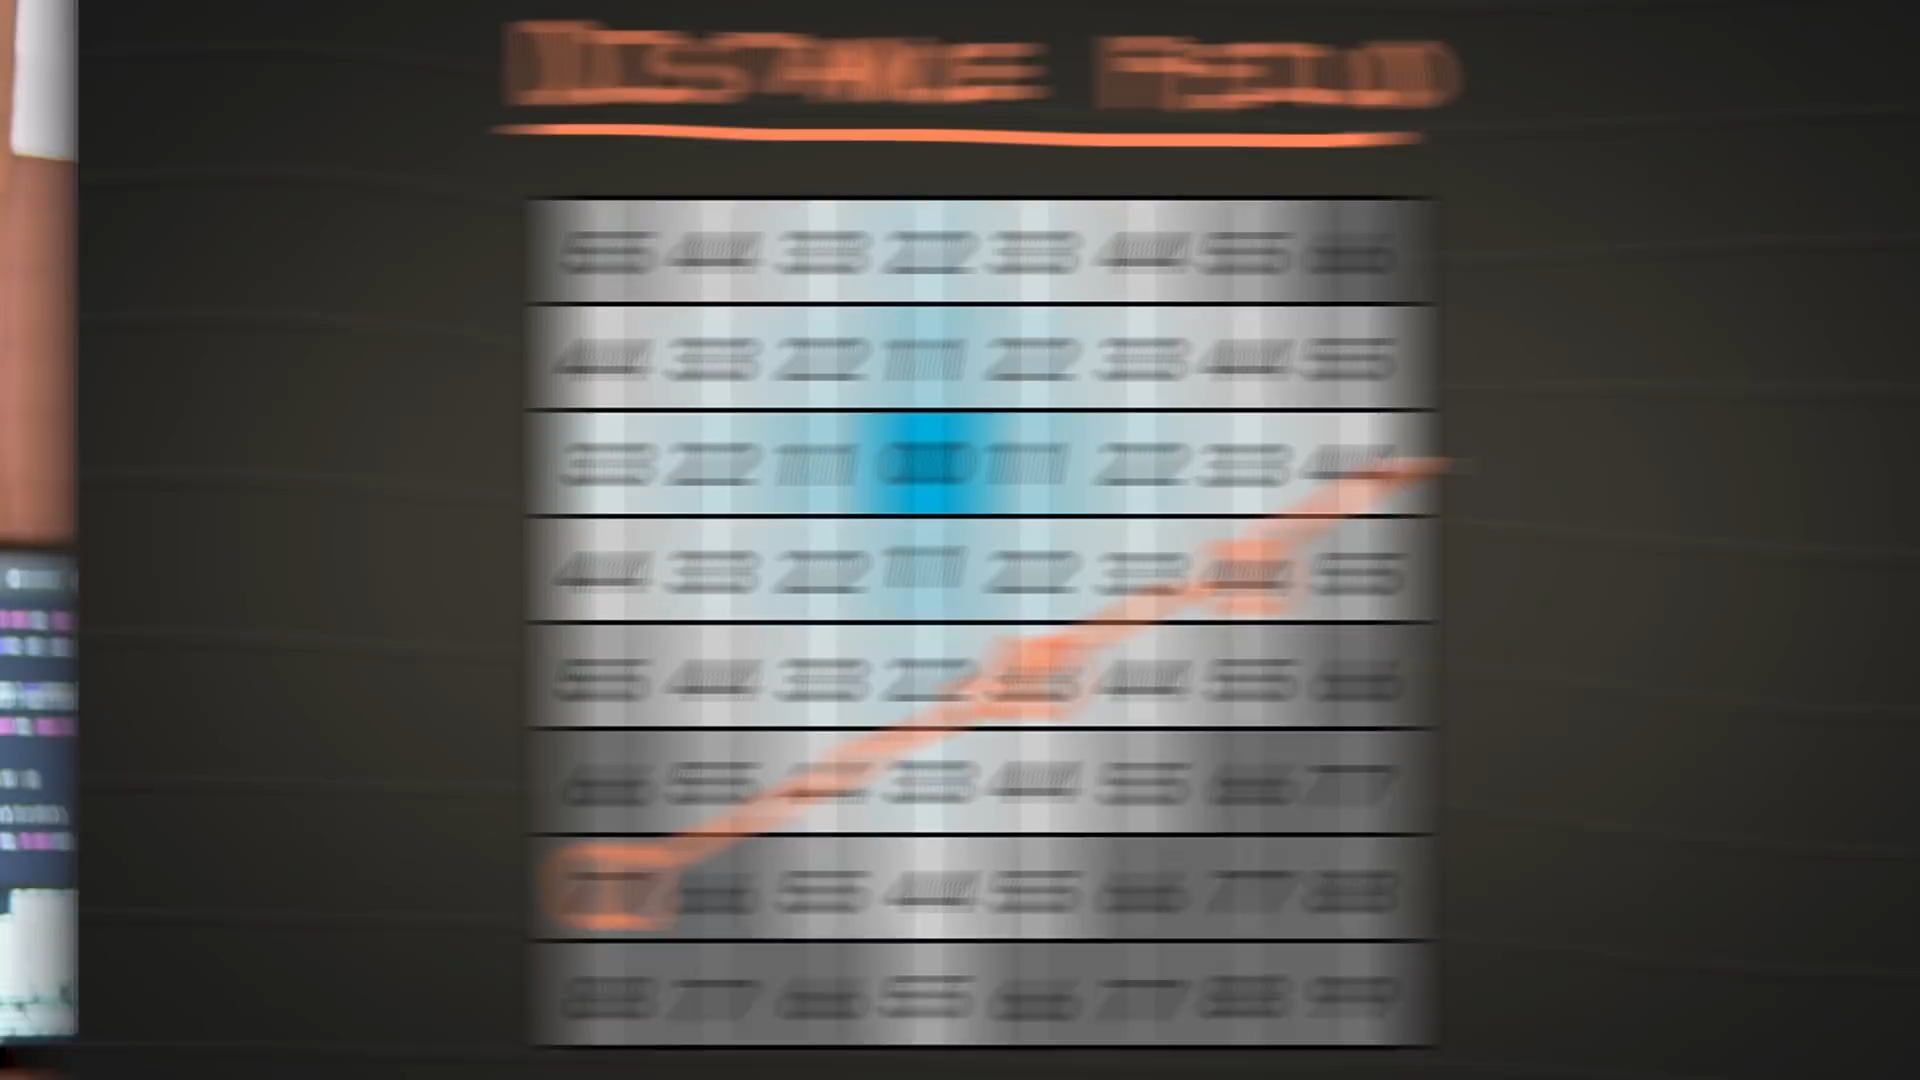 DISTANCE FIELD
5 4 3 2 3 4 5 6
4 3 2 1 2 3 4 5
3 2 1 0 1 2 3 4
4 3 2 1 2 3 4 5
5 4 3 2 3 4 5 6
6 5 4 3 4 5 6 7
7 6 5 4 5 6 7 8
8 7 6 5 6 7 8 9